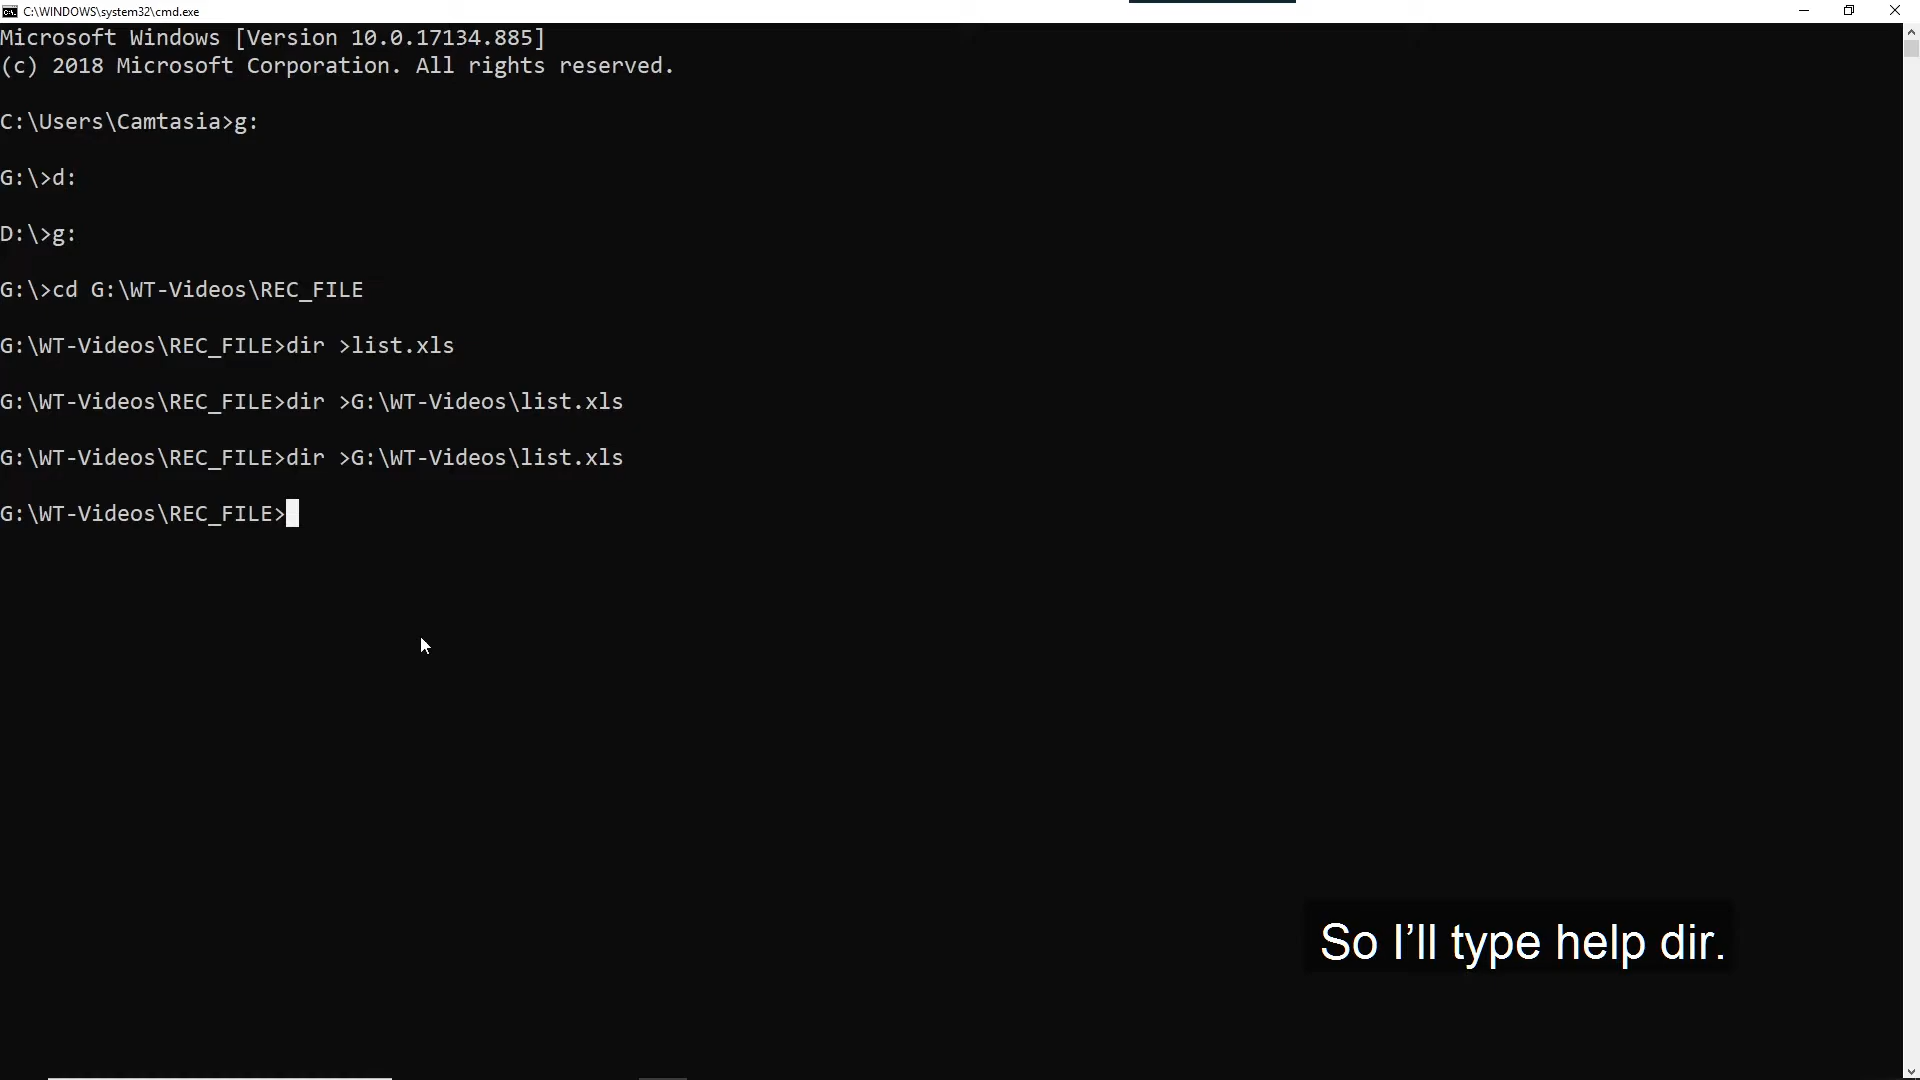 C:\WINDOWS\system32\cmd.exe
Microsoft Windows [Version 10.0.17134.885]
(c) 2018 Microsoft Corporation. All rights reserved.
C:\Users\Camtasia>g:
G:\>d:
D:\>g:
G:\>cd G:\WT-Videos\REC_FILE
G:\WT-Videos\REC_FILE>dir >list.xls
G:\WT-Videos\REC_FILE>dir >G:\WT-Videos\list.xls
G:\WT-Videos\REC_FILE>dir >G:\WT-Videos\list.xls
G:\WT-Videos\REC_FILE>
So I’ll type help dir.